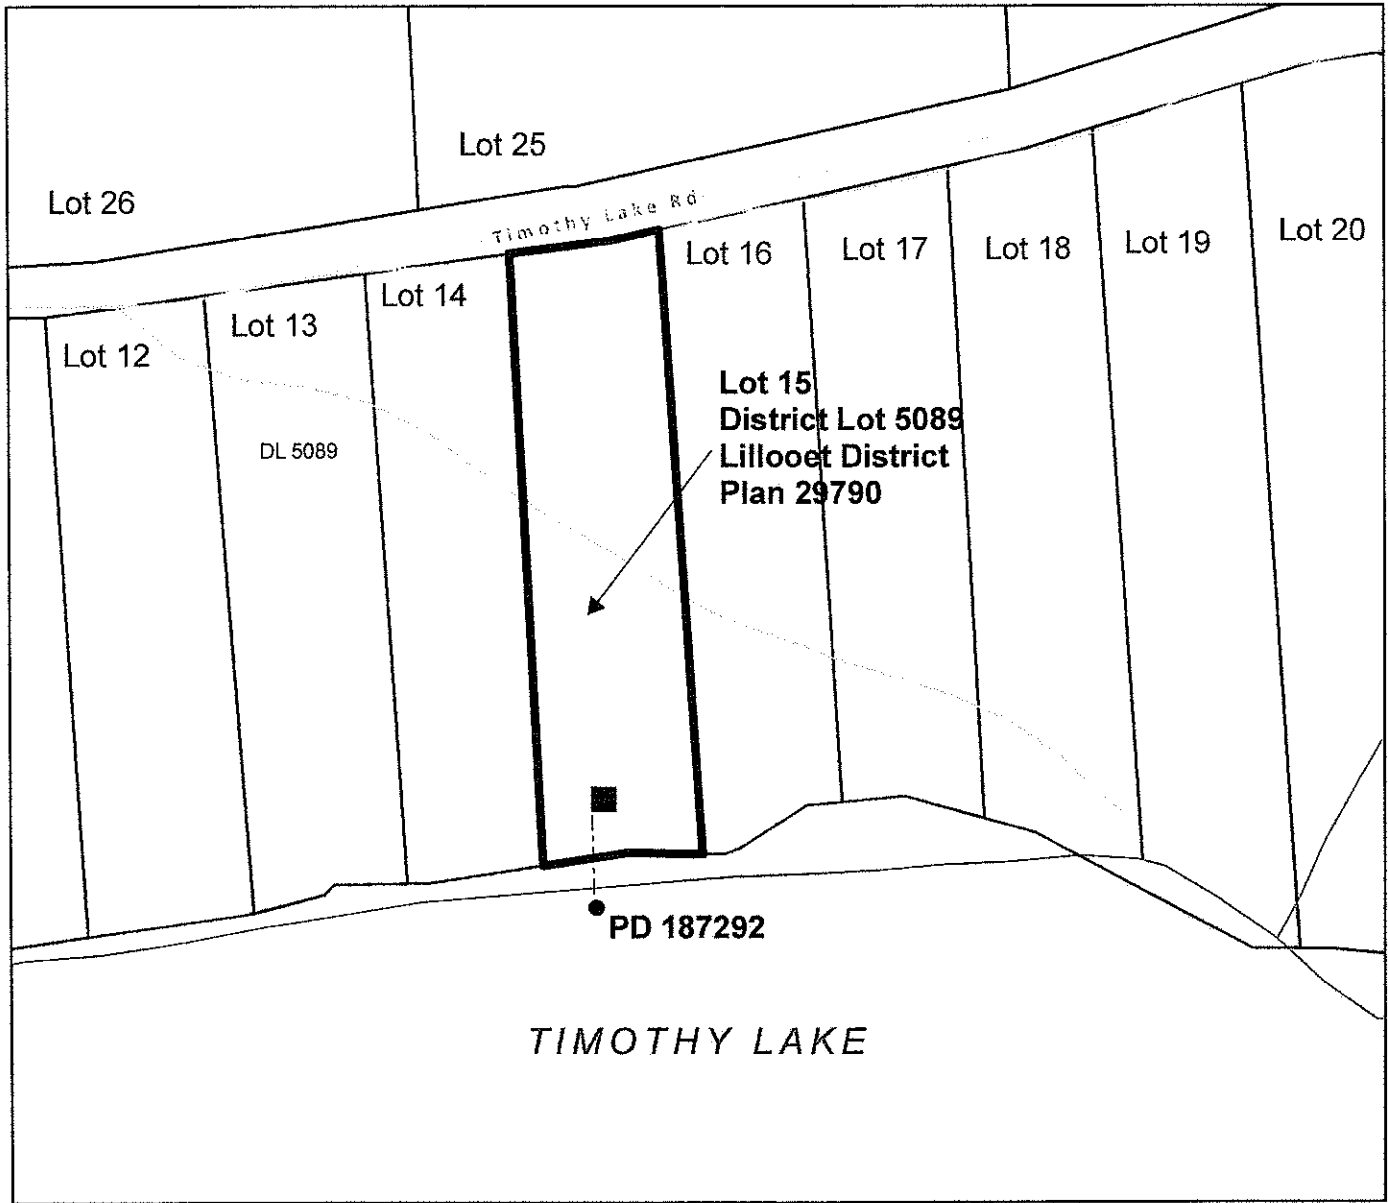 Lot 25
Lot 26
Timothy Lake Rd
Lot 20
Lot 19
Lot 18
Lot 17
Lot 16
Lot 14
Lot 13
Lot 12
Lot 15
District Lot 5089
Lillooet District
Plan 29790
DL 5089
PD 187292
TIMOTHY LAKE